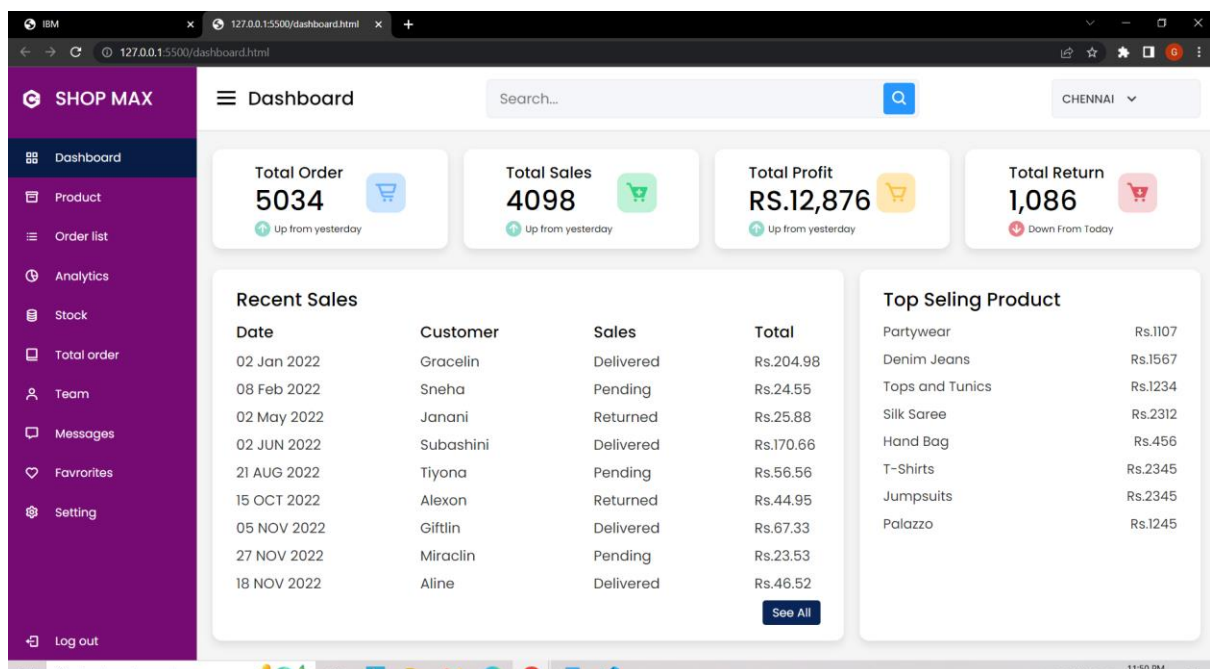 IBM
127.0.0.1:5500/dashboard.html
127.0.0.1:5500/dashboard.html
G
SHOP MAX
Dashboard
Search...
CHENNAI
Dashboard
Product
Order list
Analytics
Stock
Total order
Team
Messages
Favrorites
Setting
Log out
Total Order
5034
Up from yesterday
Total Sales
4098
Up from yesterday
Total Profit
RS.12,876
Up from yesterday
Total Return
1,086
Down From Today
Recent Sales
Date Customer Sales Total
02 Jan 2022 Gracelin Delivered Rs.204.98
08 Feb 2022 Sneha Pending Rs.24.55
02 May 2022 Janani Returned Rs.25.88
02 JUN 2022 Subashini Delivered Rs.170.66
21 AUG 2022 Tiyona Pending Rs.56.56
15 OCT 2022 Alexon Returned Rs.44.95
05 NOV 2022 Giftlin Delivered Rs.67.33
27 NOV 2022 Miraclin Pending Rs.23.53
18 NOV 2022 Aline Delivered Rs.46.52
See All
Top Seling Product
Partywear Rs.1107
Denim Jeans Rs.1567
Tops and Tunics Rs.1234
Silk Saree Rs.2312
Hand Bag Rs.456
T-Shirts Rs.2345
Jumpsuits Rs.2345
Palazzo Rs.1245
11:50 PM